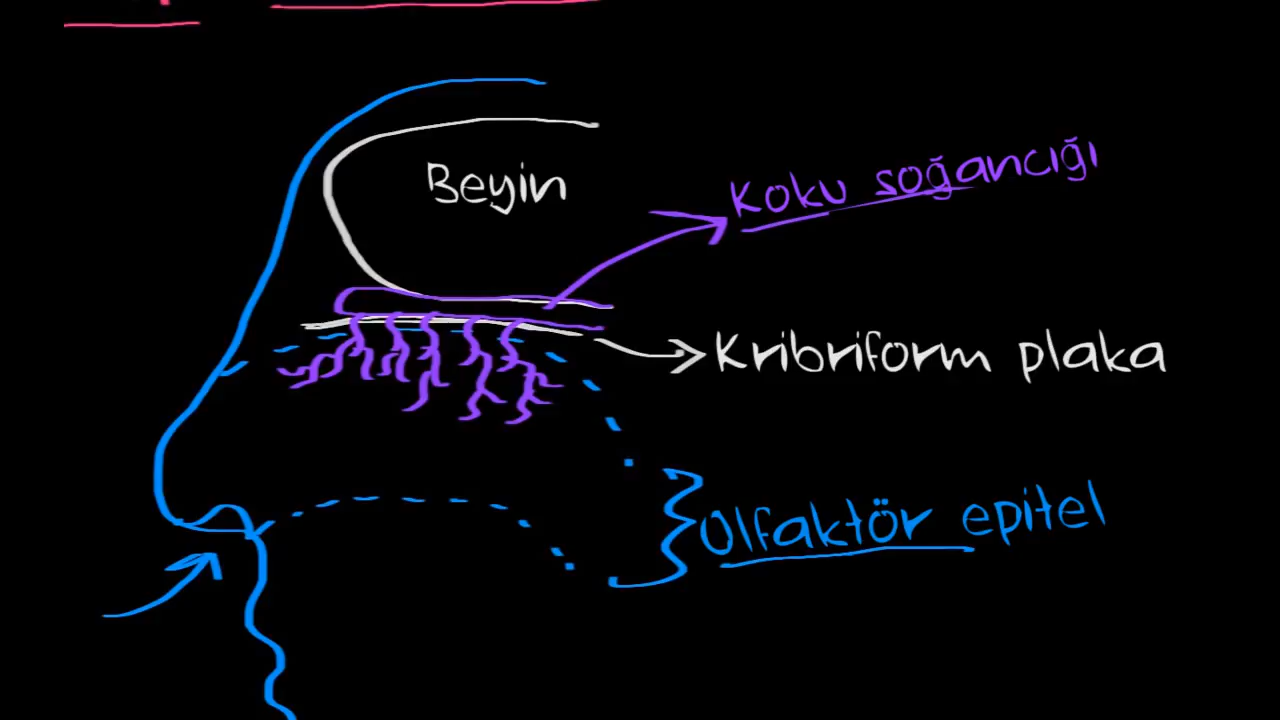 Beyin
Koku soğancığı
Kribriform plaka
Olfaktör epitel